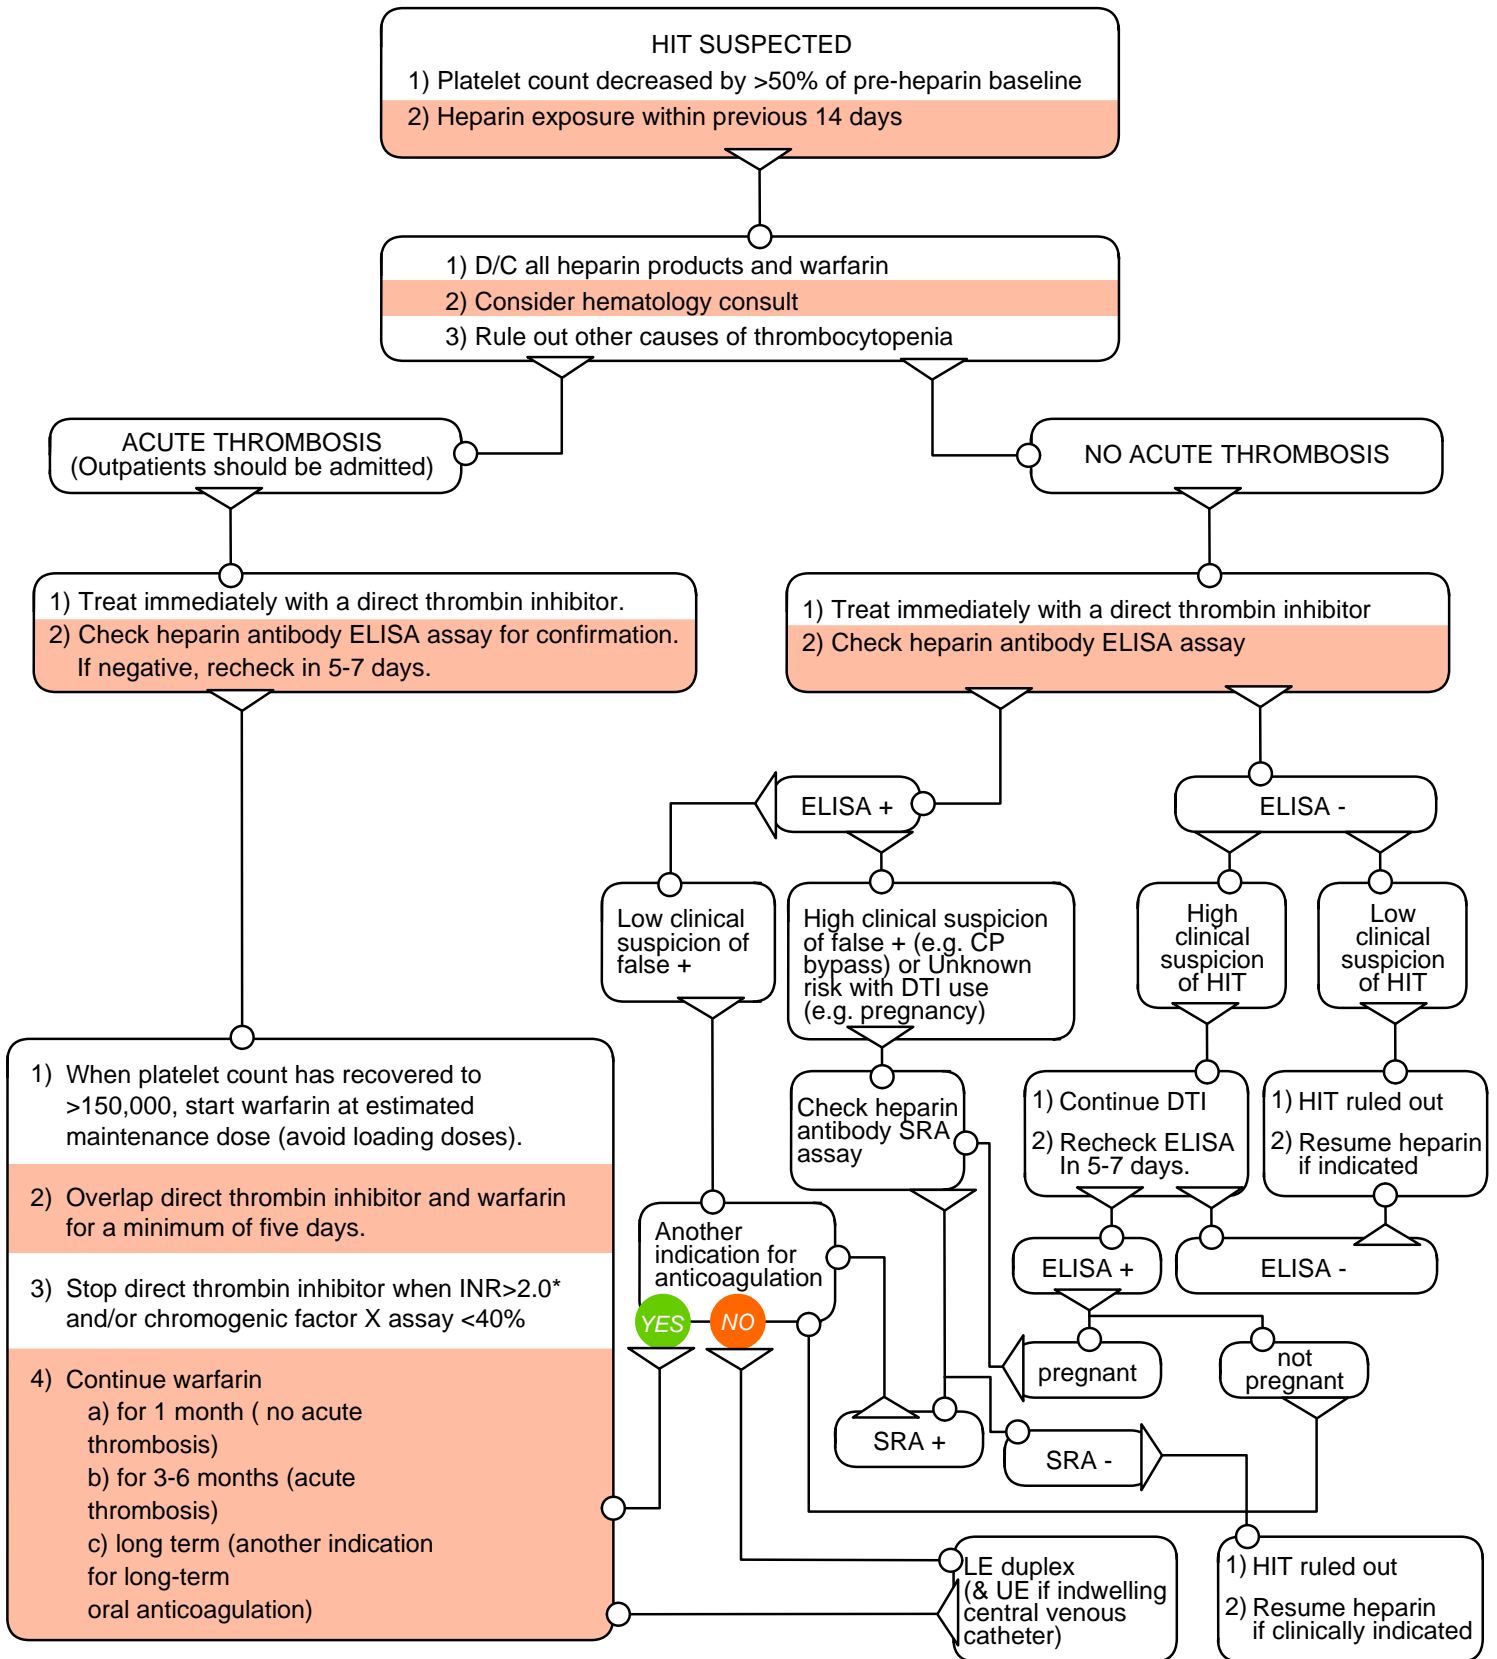 HIT SUSPECTED
1) Platelet count decreased by >50% of pre-heparin baseline
2) Heparin exposure within previous 14 days
1) D/C all heparin products and warfarin
2) Consider hematology consult
3) Rule out other causes of thrombocytopenia
ACUTE THROMBOSIS
(Outpatients should be admitted)
NO ACUTE THROMBOSIS
1) Treat immediately with a direct thrombin inhibitor.
2) Check heparin antibody ELISA assay for confirmation.
If negative, recheck in 5-7 days.
1) Treat immediately with a direct thrombin inhibitor
2) Check heparin antibody ELISA assay
ELISA +
ELISA -
Low clinical
suspicion of
false +
High clinical suspicion
of false + (e.g. CP
bypass) or Unknown
risk with DTI use
(e.g. pregnancy)
High
clinical
suspicion
of HIT
Low
clinical
suspicion
of HIT
1) When platelet count has recovered to
>150,000, start warfarin at estimated
maintenance dose (avoid loading doses).
2) Overlap direct thrombin inhibitor and warfarin
for a minimum of five days.
3) Stop direct thrombin inhibitor when INR>2.0*
and/or chromogenic factor X assay <40%
4) Continue warfarin
a) for 1 month ( no acute
thrombosis)
b) for 3-6 months (acute
thrombosis)
c) long term (another indication
for long-term
oral anticoagulation)
Check heparin
antibody SRA
assay
1) Continue DTI
2) Recheck ELISA
In 5-7 days.
1) HIT ruled out
2) Resume heparin
if indicated
Another
indication for
anticoagulation
YES
NO
ELISA +
ELISA -
pregnant
not
pregnant
SRA +
SRA -
LE duplex
(& UE if indwelling
central venous
catheter)
1) HIT ruled out
2) Resume heparin
if clinically indicated